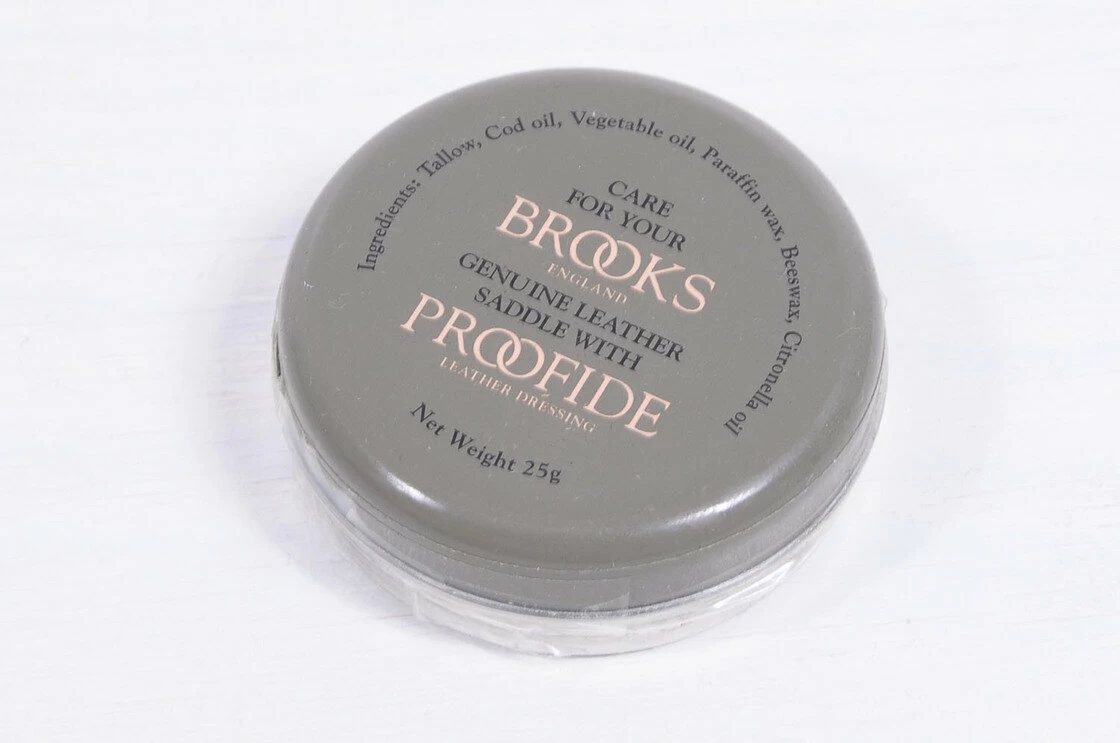 Ingredients: Tallow, Cod oil, Vegetable oil, Paraffin wax, Beeswax, Citronella oil
CARE
FOR YOUR
BROOKS
ENGLAND
GENUINE LEATHER
SADDLE WITH
PROOFIDE
LEATHER DRESSING
Net Weight 25g